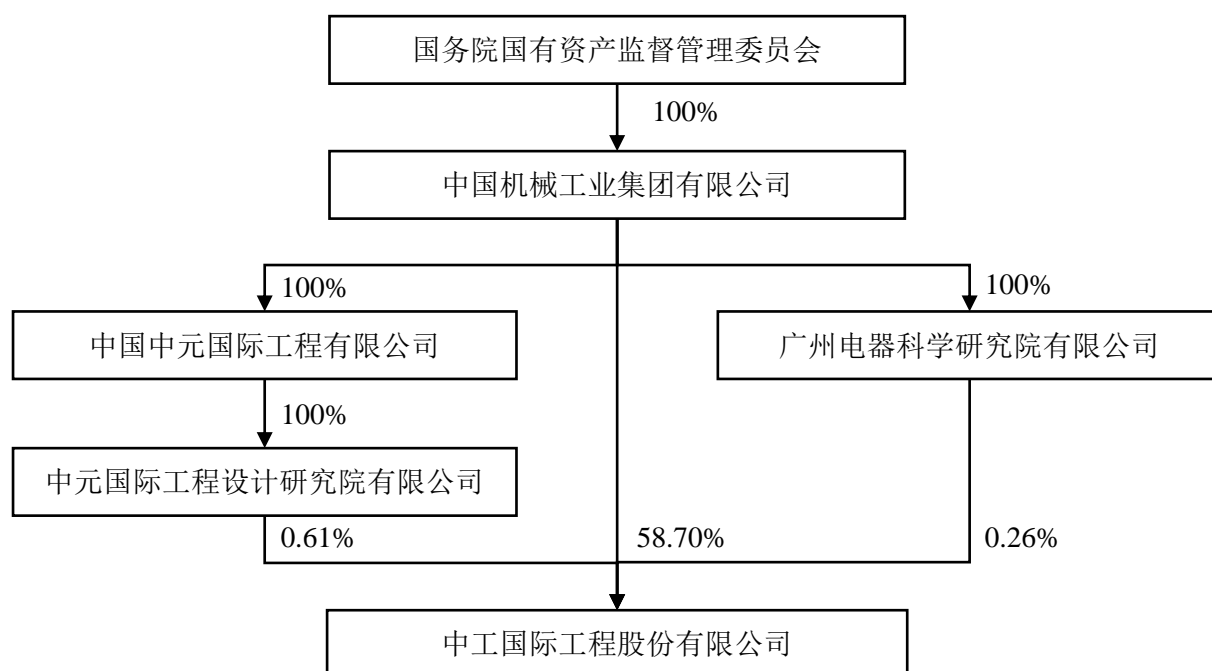 国务院国有资产监督管理委员会
100%
中国机械工业集团有限公司
100%
100%
中国中元国际工程有限公司
广州电器科学研究院有限公司
100%
中元国际工程设计研究院有限公司
0.61%
58.70%
0.26%
中工国际工程股份有限公司